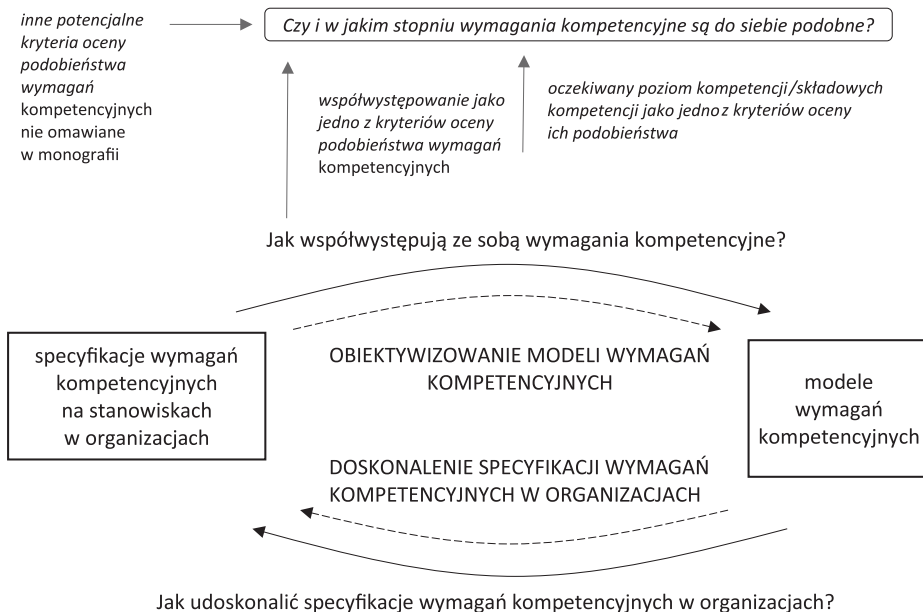 inne potencjalne
kryteria oceny
podobieństwa
wymagań
kompetencyjnych
nie omawiane
w monografii
Czy i w jakim stopniu wymagania kompetencyjne są do siebie podobne?
współwystępowanie jako
jedno z kryteriów oceny
podobieństwa wymagań
kompetencyjnych
oczekiwany poziom kompetencji/składowych
kompetencji jako jedno z kryteriów oceny
ich podobieństwa
Jak współwystępują ze sobą wymagania kompetencyjne?
specyfikacje wymagań
kompetencyjnych
na stanowiskach
w organizacjach
OBIEKTYWIZOWANIE MODELI WYMAGAŃ
KOMPETENCYJNYCH
modele
wymagań
kompetencyjnych
DOSKONALENIE SPECYFIKACJI WYMAGAŃ
KOMPETENCYJNYCH W ORGANIZACJACH
Jak udoskonalić specyfikacje wymagań kompetencyjnych w organizacjach?